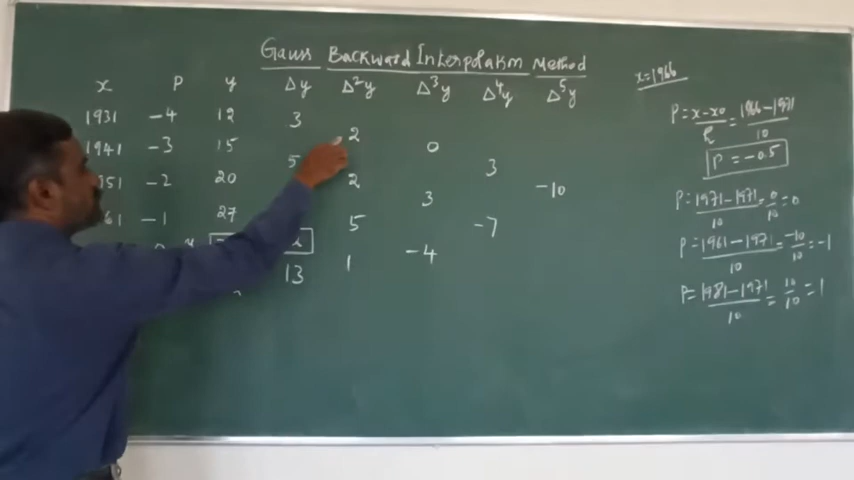 Gauss Backward Interpolation Method
x P y Δy Δ²y Δ³y Δ⁴y Δ⁵y
1931 -4 12
3
2
1941 -3 15 0
5 3
51 -2 20 2 -10
3
61 -1 27 5 -7
13 1 -4
x=1966
P = x-x0/h = 1966-1971/10
P = -0.5
P = 1971-1971/10 = 0/10 = 0
P = 1961-1971/10 = -10/10 = -1
P = 1981-1971/10 = 10/10 = 1